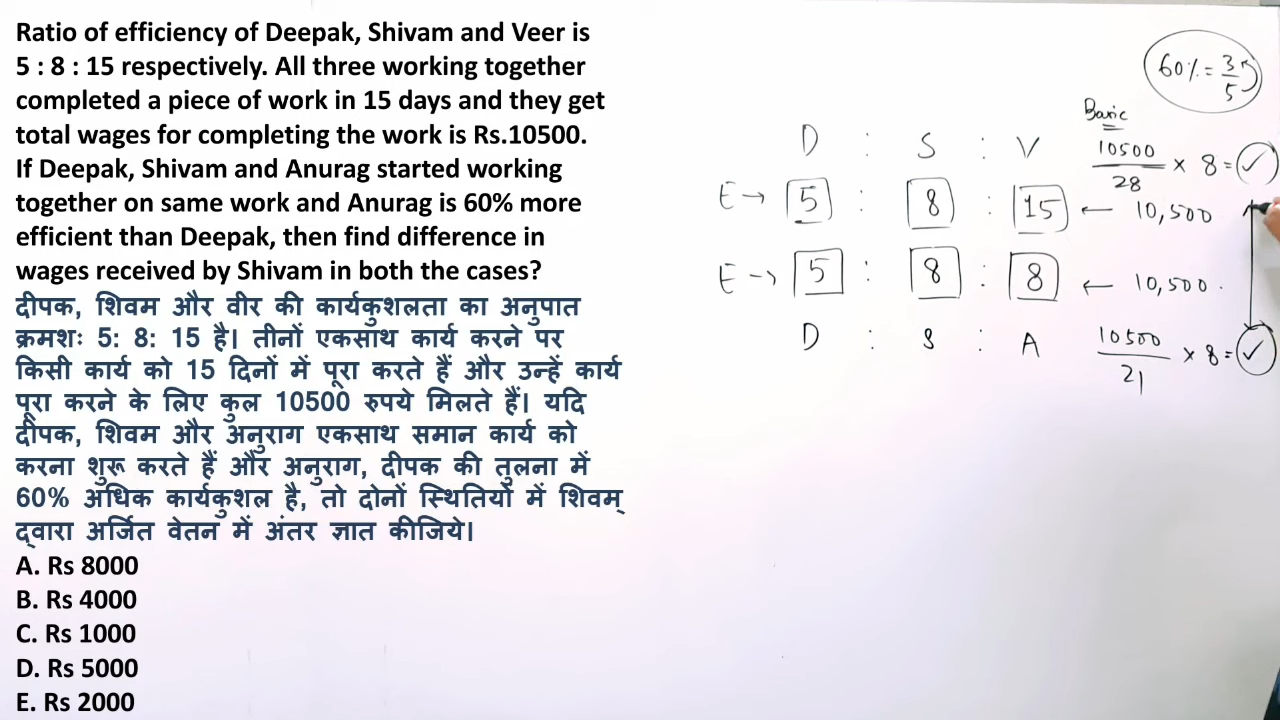 Ratio of efficiency of Deepak, Shivam and Veer is
5 : 8 : 15 respectively. All three working together
completed a piece of work in 15 days and they get
total wages for completing the work is Rs.10500.
If Deepak, Shivam and Anurag started working
together on same work and Anurag is 60% more
efficient than Deepak, then find difference in
wages received by Shivam in both the cases?
दीपक, शिवम और वीर की कार्यकुशलता का अनुपात
क्रमशः 5: 8: 15 है। तीनों एकसाथ कार्य करने पर
किसी कार्य को 15 दिनों में पूरा करते हैं और उन्हें कार्य
पूरा करने के लिए कुल 10500 रुपये मिलते हैं। यदि
दीपक, शिवम और अनुराग एकसाथ समान कार्य को
करना शुरू करते हैं और अनुराग, दीपक की तुलना में
60% अधिक कार्यकुशल है, तो दोनों स्थितियों में शिवम्
द्वारा अर्जित वेतन में अंतर ज्ञात कीजिये।
A. Rs 8000
B. Rs 4000
C. Rs 1000
D. Rs 5000
E. Rs 2000
60% = 3/5
Basic
D : S : V
10500/28 × 8 = ✓
E → 5 : 8 : 15 ← 10,500
E → 5 : 8 : 8 ← 10,500.
D : S : A
10500/21 × 8 = ✓